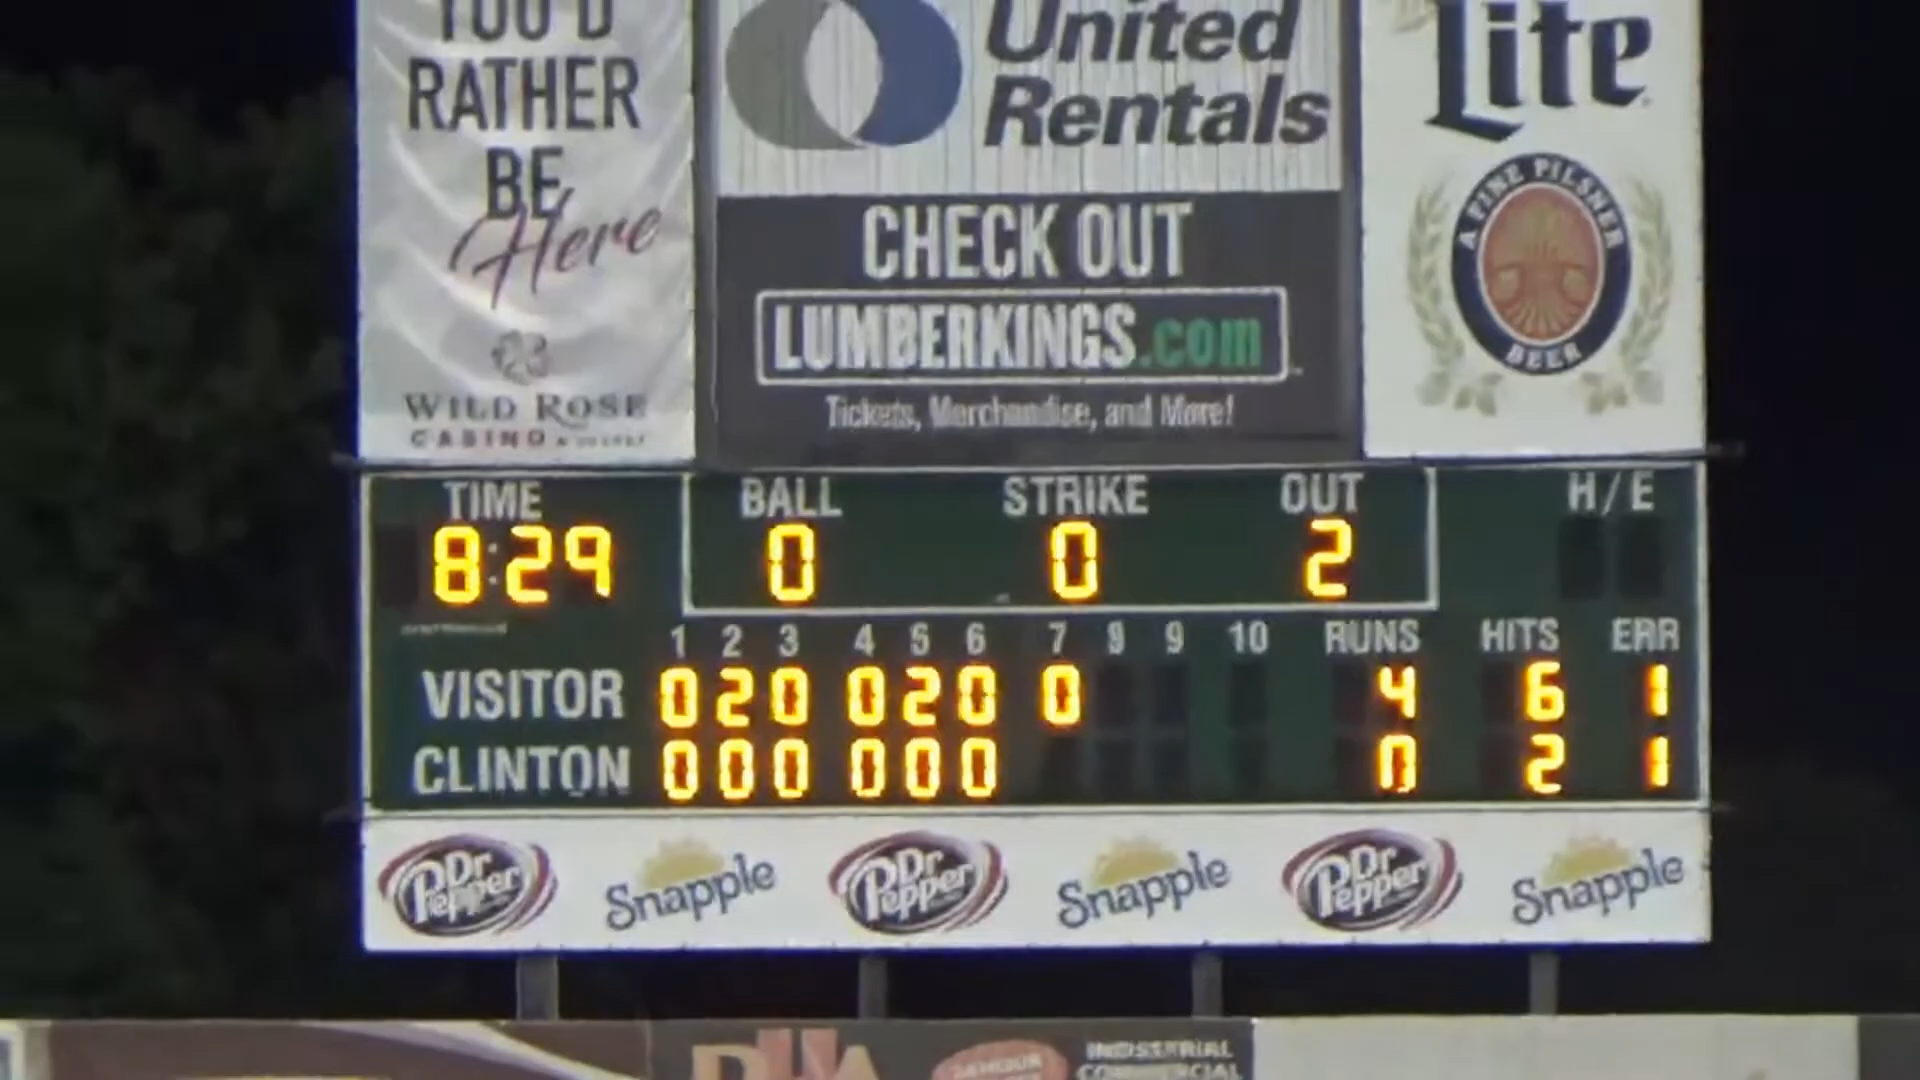 YOU'D
RATHER
BE
Here
WILD ROSE
CASINO &
United
Rentals
CHECK OUT
LUMBERKINGS.com
Tickets, Merchandise, and More!
Lite
A FINE PILSNER
BEER
TIME BALL STRIKE OUT H/E
8:29 0 0 2
1 2 3 4 5 6 7 8 9 10 RUNS HITS ERR
VISITOR 0 2 0 0 2 0 0 4 6 1
CLINTON 0 0 0 0 0 0 0 2 1
Dr Pepper Snapple Dr Pepper Snapple Dr Pepper Snapple
INDUSTRIAL
COMMERCIAL